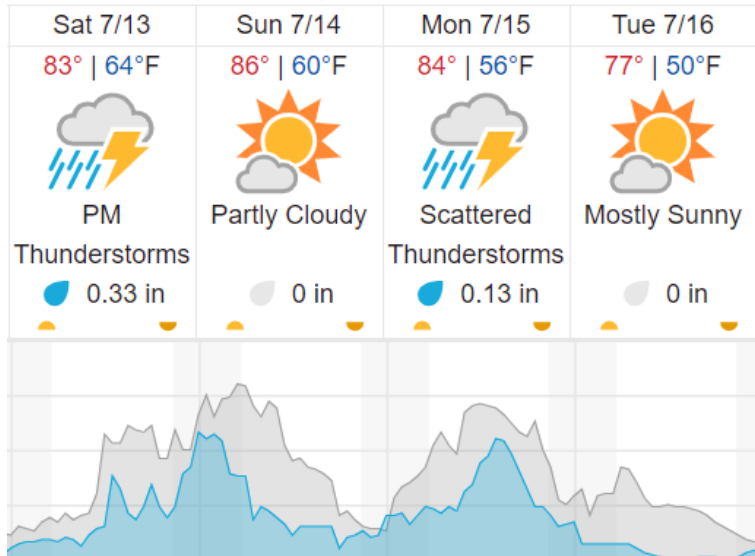 Sat 7/13
Sun 7/14
Mon 7/15
Tue 7/16
83° | 64°F
86° | 60°F
84° | 56°F
77° | 50°F
PM
Thunderstorms
Partly Cloudy
Scattered
Thunderstorms
Mostly Sunny
0.33 in
0 in
0.13 in
0 in